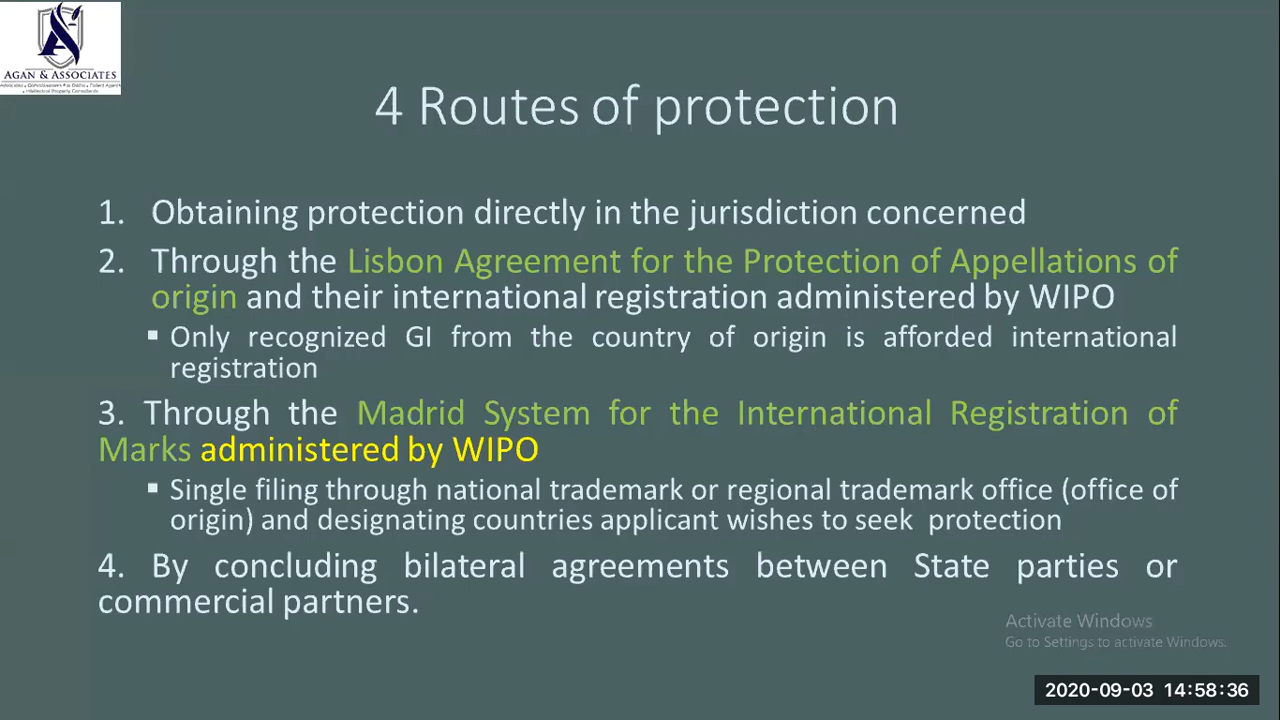 AGAN & ASSOCIATES
4 Routes of protection
1. Obtaining protection directly in the jurisdiction concerned
2. Through the Lisbon Agreement for the Protection of Appellations of
origin and their international registration administered by WIPO
▪ Only recognized GI from the country of origin is afforded international
registration
3. Through the Madrid System for the International Registration of
Marks administered by WIPO
▪ Single filing through national trademark or regional trademark office (office of
origin) and designating countries applicant wishes to seek protection
4. By concluding bilateral agreements between State parties or
commercial partners.
Activate Windows
Go to Settings to activate Windows.
2020-09-03 14:58:36